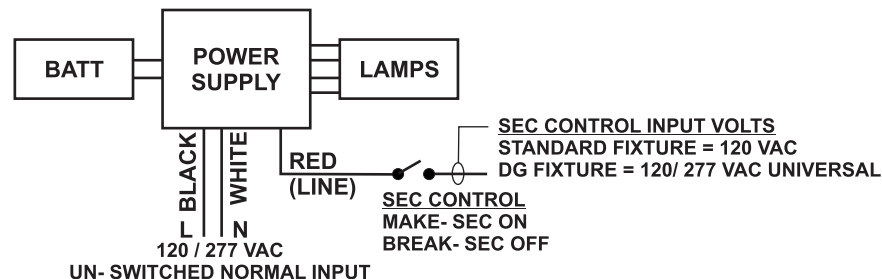 BATT
POWER
SUPPLY
LAMPS
BLACK
WHITE
RED
(LINE)
L N
120 / 277 VAC
UN- SWITCHED NORMAL INPUT
SEC CONTROL
MAKE- SEC ON
BREAK- SEC OFF
SEC CONTROL INPUT VOLTS
STANDARD FIXTURE = 120 VAC
DG FIXTURE = 120/ 277 VAC UNIVERSAL